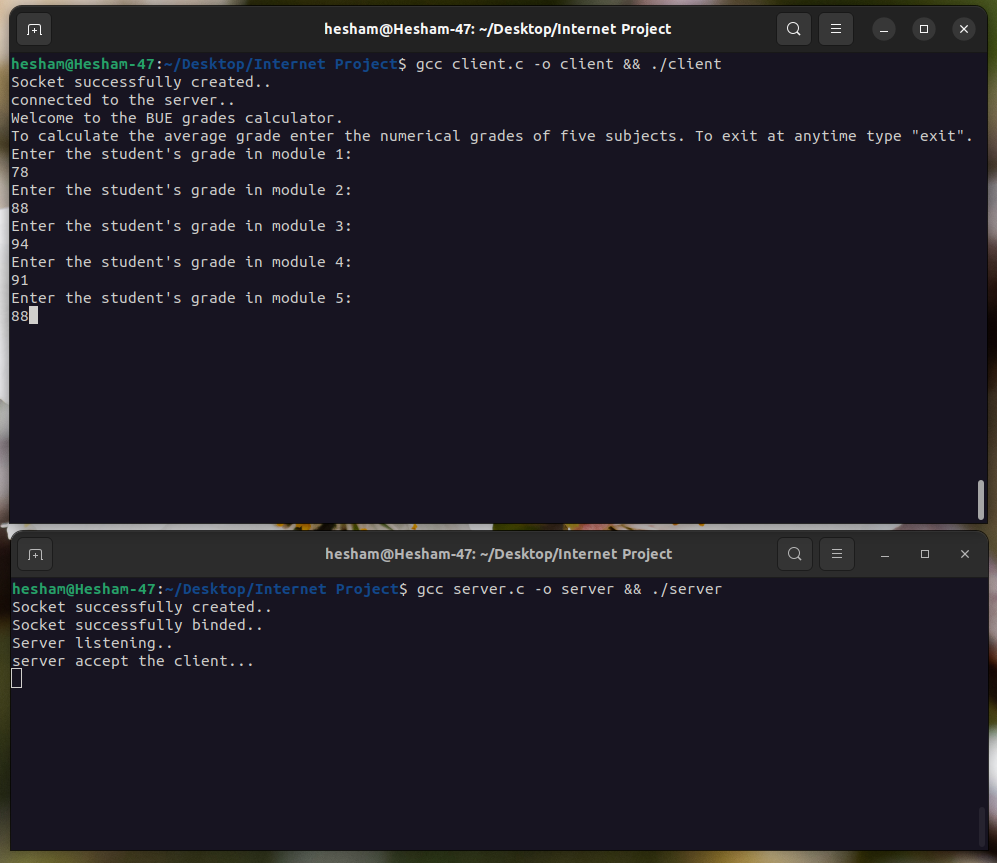 hesham@Hesham-47: ~/Desktop/Internet Project
hesham@Hesham-47:~/Desktop/Internet Project$ gcc client.c -o client && ./client
Socket successfully created..
connected to the server..
Welcome to the BUE grades calculator.
To calculate the average grade enter the numerical grades of five subjects. To exit at anytime type "exit".
Enter the student's grade in module 1:
78
Enter the student's grade in module 2:
88
Enter the student's grade in module 3:
94
Enter the student's grade in module 4:
91
Enter the student's grade in module 5:
88
hesham@Hesham-47: ~/Desktop/Internet Project
hesham@Hesham-47:~/Desktop/Internet Project$ gcc server.c -o server && ./server
Socket successfully created..
Socket successfully binded..
Server listening..
server accept the client...